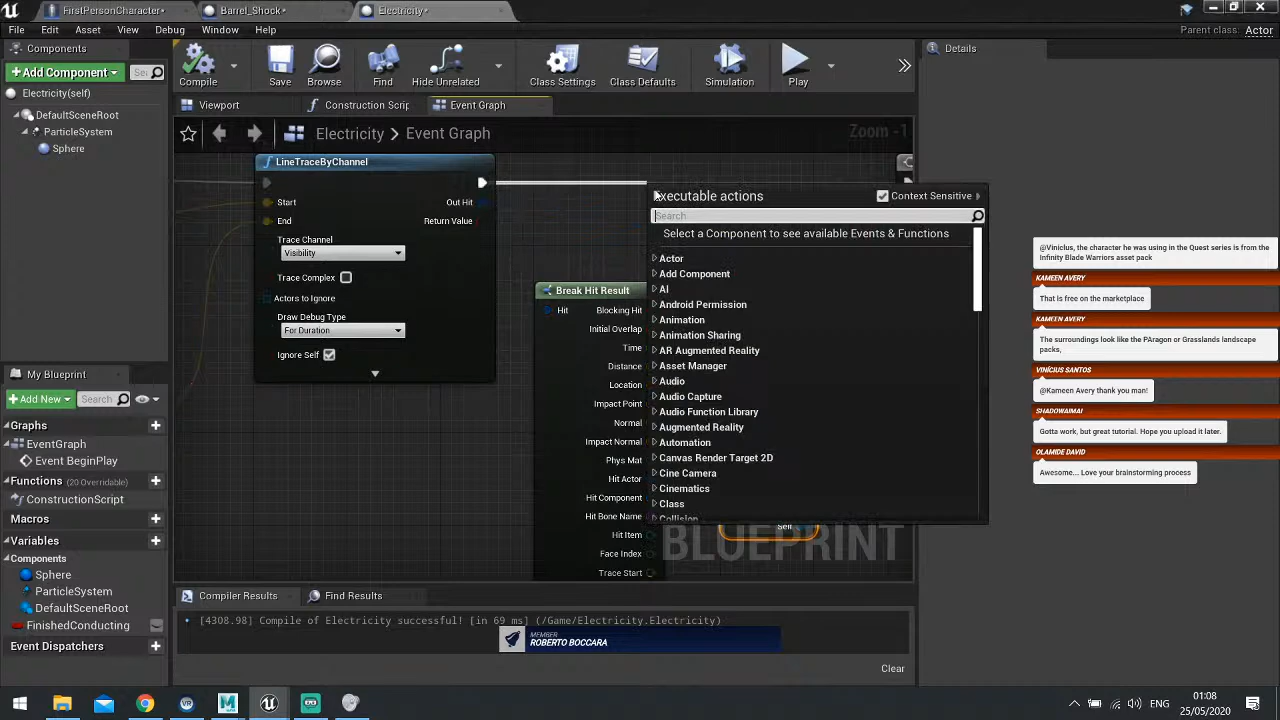 FirstPersonCharacter*
Barrel_Shock*
Electricity*
File Edit Asset View Debug Window Help
Parent class: Actor
Components
+Add Component
Electricity(self)
DefaultSceneRoot
ParticleSystem
Sphere
Compile
Save
Browse
Find
Hide Unrelated
Class Settings
Class Defaults
Simulation
Play
Details
Viewport
Construction Scrip
Event Graph
Electricity > Event Graph
Zoom -1
LineTraceByChannel
Start
End
Out Hit
Return Value
Trace Channel
Visibility
Trace Complex
Actors to Ignore
Draw Debug Type
For Duration
Ignore Self
Break Hit Result
Hit
Blocking Hit
Initial Overlap
Time
Distance
Location
Impact Point
Normal
Impact Normal
Phys Mat
Hit Actor
Hit Component
Hit Bone Name
Hit Item
Face Index
Trace Start
Executable actions
Context Sensitive
Search
Select a Component to see available Events & Functions
Actor
Add Component
AI
Android Permission
Animation
Animation Sharing
AR Augmented Reality
Asset Manager
Audio
Audio Capture
Audio Function Library
Augmented Reality
Automation
Canvas Render Target 2D
Cine Camera
Cinematics
Class
Collision
Self
BLUEPRINT
My Blueprint
+Add New
Search
Graphs
EventGraph
Event BeginPlay
Functions (20 Overridable)
ConstructionScript
Macros
Variables
Components
Sphere
ParticleSystem
DefaultSceneRoot
FinishedConducting
Event Dispatchers
Compiler Results
Find Results
[4308.98] Compile of Electricity successful! [in 69 ms] (/Game/Electricity.Electricity)
MEMBER
ROBERTO BOCCARA
Clear
@Vinicius, the character he was using in the Quest series is from the
Infinity Blade Warriors asset pack
KAMEEN AVERY
That is free on the marketplace
KAMEEN AVERY
The surroundings look like the PAragon or Grasslands landscape
packs,
VINÍCIUS SANTOS
@Kameen Avery thank you man!
SHADOWAIMAI
Gotta work, but great tutorial. Hope you upload it later.
OLAMIDE DAVID
Awesome... Love your brainstorming process
ENG
01:08
25/05/2020